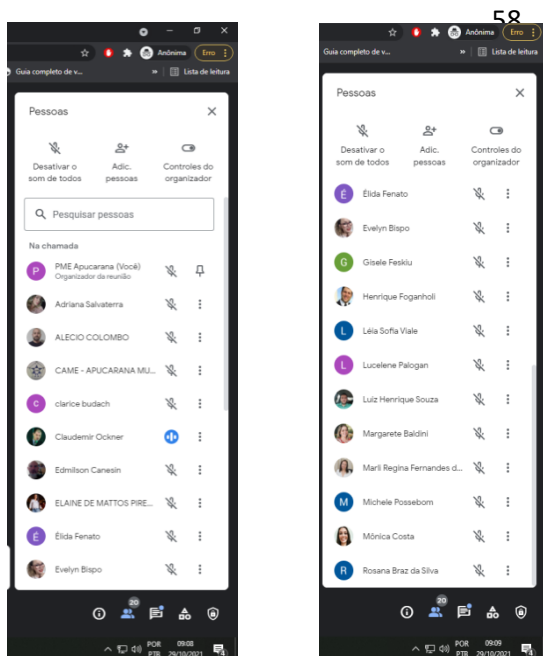 58
Anônima
Erro
Guia completo de v...
»
Lista de leitura
Pessoas
Desativar o
som de todos
Adic.
pessoas
Controles do
organizador
Pesquisar pessoas
Na chamada
P
PME Apucarana (Você)
Organizador da reunião
Adriana Salvaterra
ALECIO COLOMBO
CAME - APUCARANA MU...
c
clarice budach
Claudemir Ockner
Edmilson Canesin
ELAINE DE MATTOS PIRE...
É
Élida Fenato
Evelyn Bispo
20
POR
PTB
09:08
29/10/2021
4
Anônima
Erro
Guia completo de v...
»
Lista de leitura
Pessoas
Desativar o
som de todos
Adic.
pessoas
Controles do
organizador
É
Élida Fenato
Evelyn Bispo
G
Gisele Feskiu
Henrique Foganholi
L
Léia Sofia Viale
L
Lucelene Palogan
Luiz Henrique Souza
Margarete Baldini
Marli Regina Fernandes d...
M
Michele Possebom
Mônica Costa
R
Rosana Braz da Silva
20
POR
PTB
09:09
29/10/2021
4